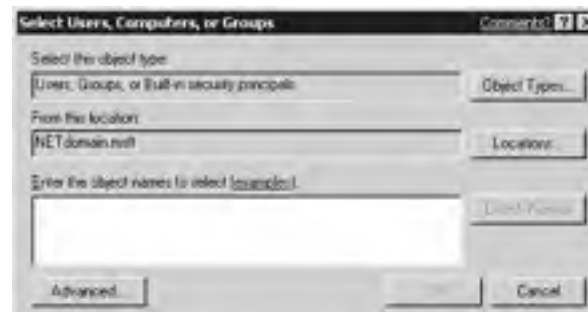 Select Users, Computers, or Groups Comments?
Select this object type:
Users, Groups, or Built-in security principals Object Types...
From this location:
NETdomain.msft Locations...
Enter the object names to select (examples):
Check Names
Advanced... Cancel